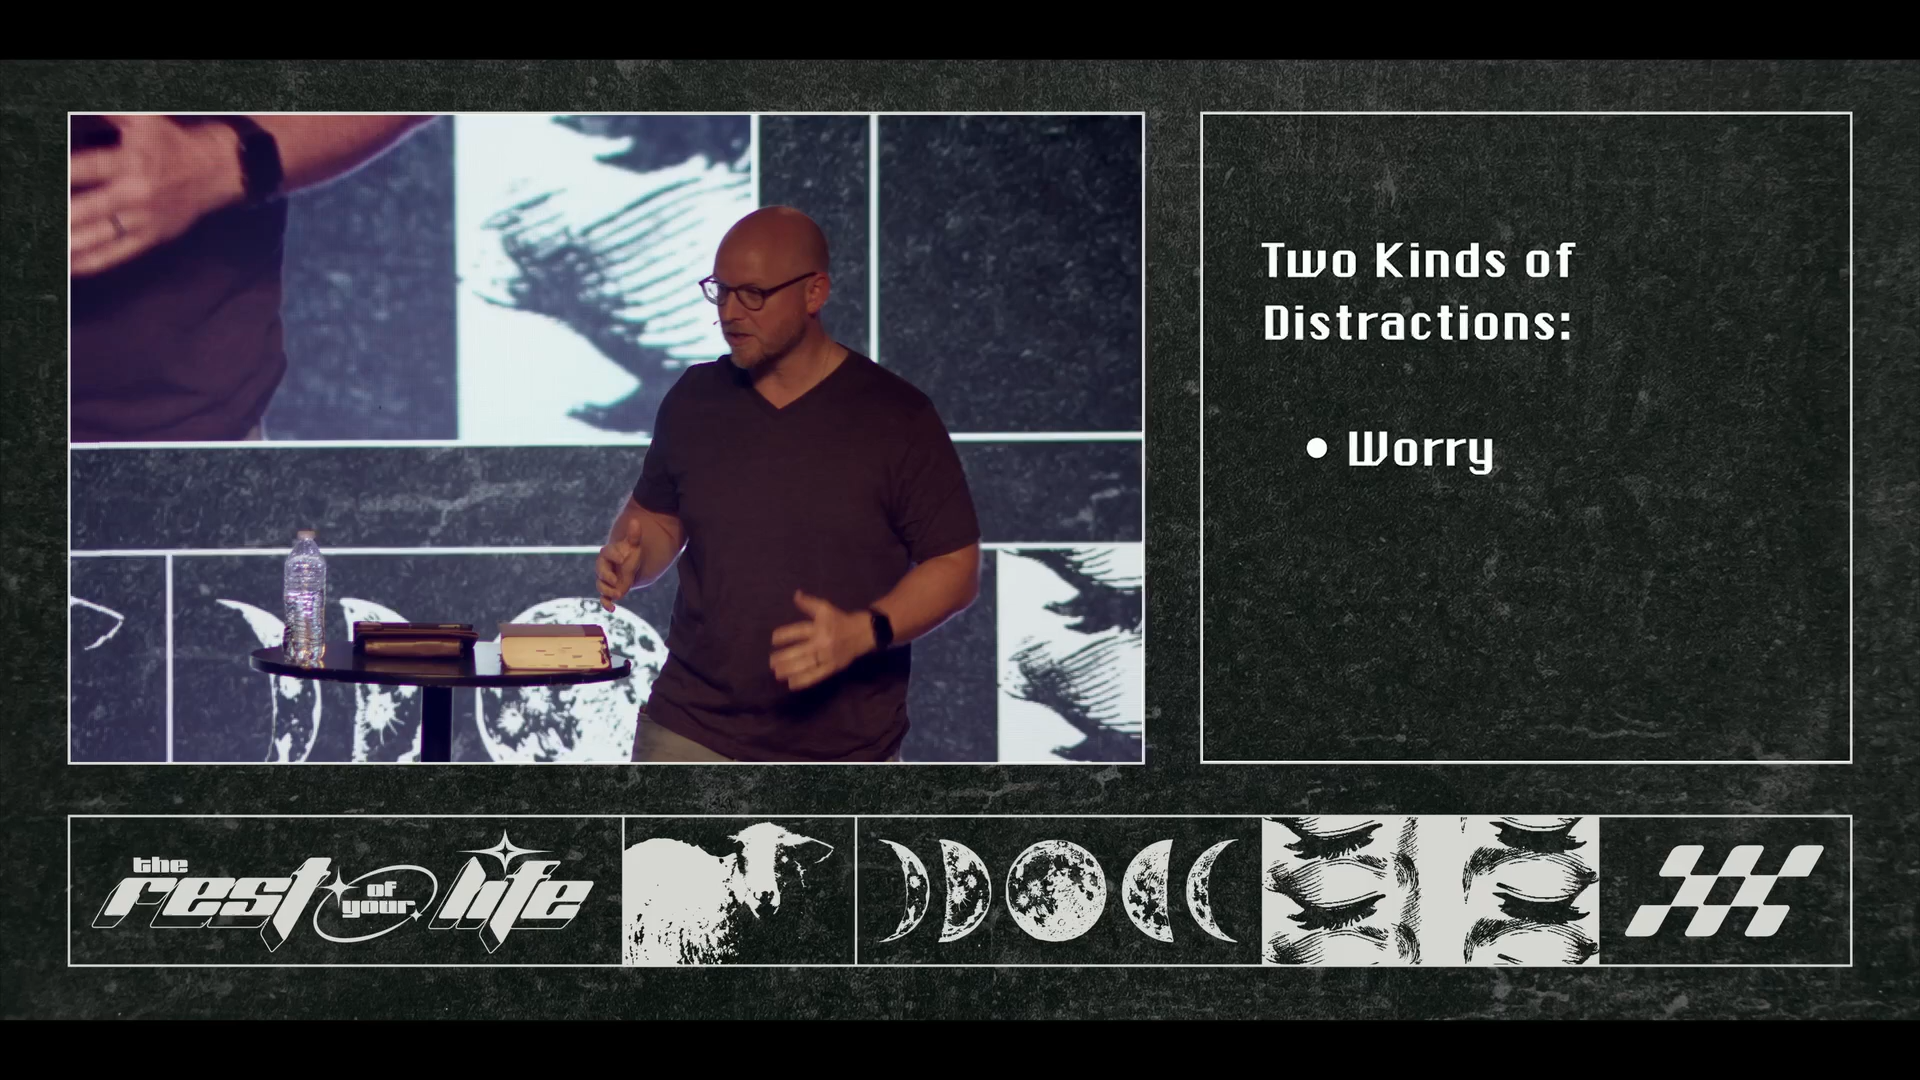 Two Kinds of
Distractions:
• Worry
the
rest of your life